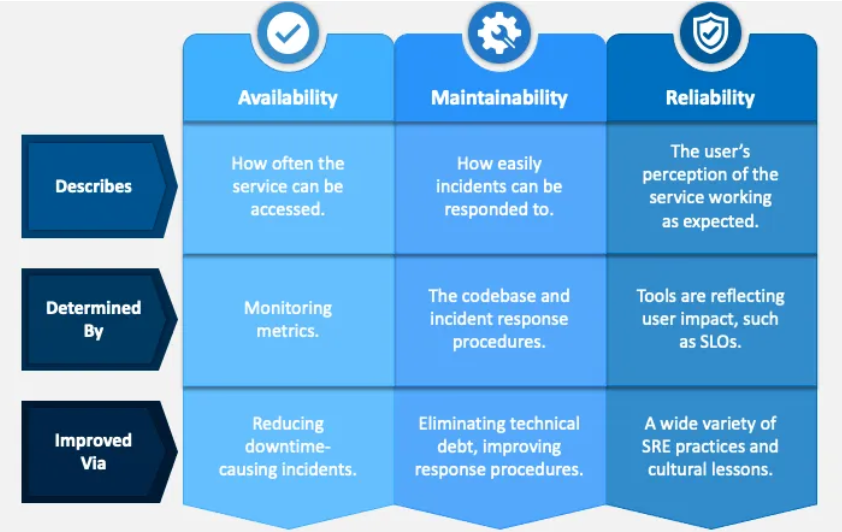 Availability
Maintainability
Reliability
Describes
How often the
service can be
accessed.
How easily
incidents can be
responded to.
The user's
perception of the
service working
as expected.
Determined
By
Monitoring
metrics.
The codebase and
incident response
procedures.
Tools are reflecting
user impact, such
as SLOs.
Improved
Via
Reducing
downtime-
causing incidents.
Eliminating technical
debt, improving
response procedures.
A wide variety of
SRE practices and
cultural lessons.